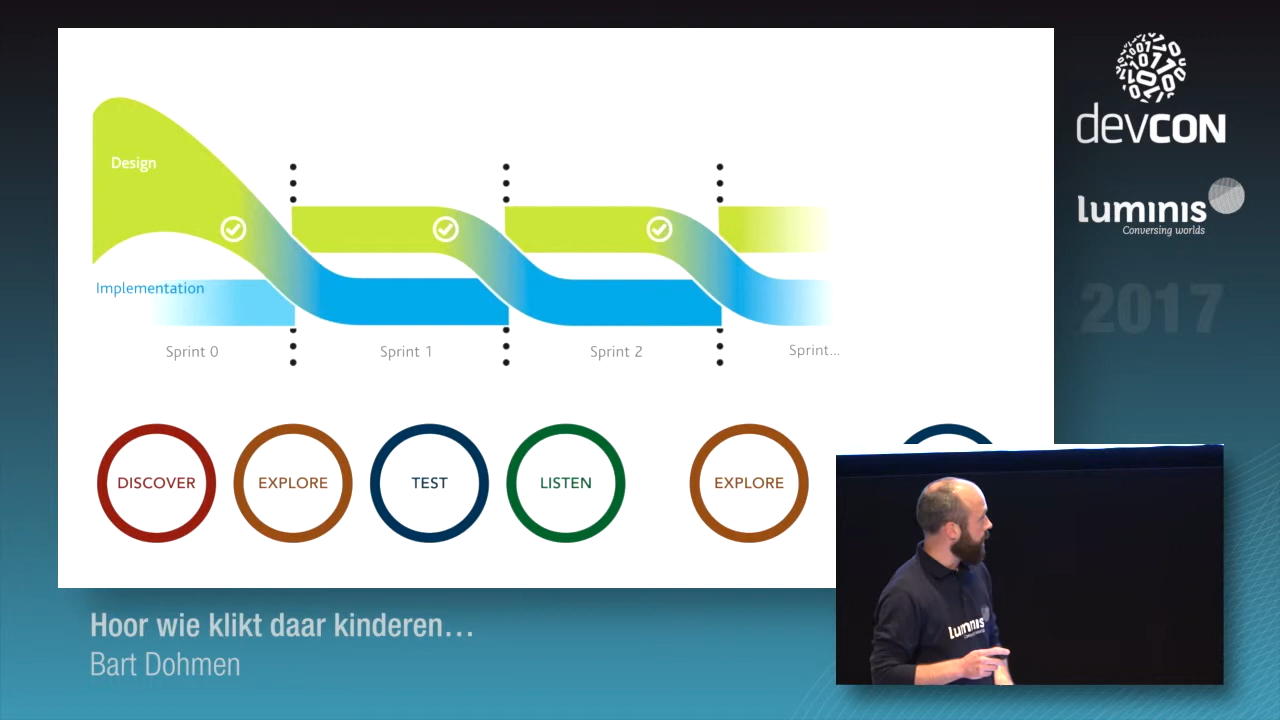 Design
Implementation
Sprint 0
Sprint 1
Sprint 2
Sprint...
DISCOVER
EXPLORE
TEST
LISTEN
EXPLORE
devCON
luminis
Conversing worlds
2017
Hoor wie klikt daar kinderen...
Bart Dohmen
luminis